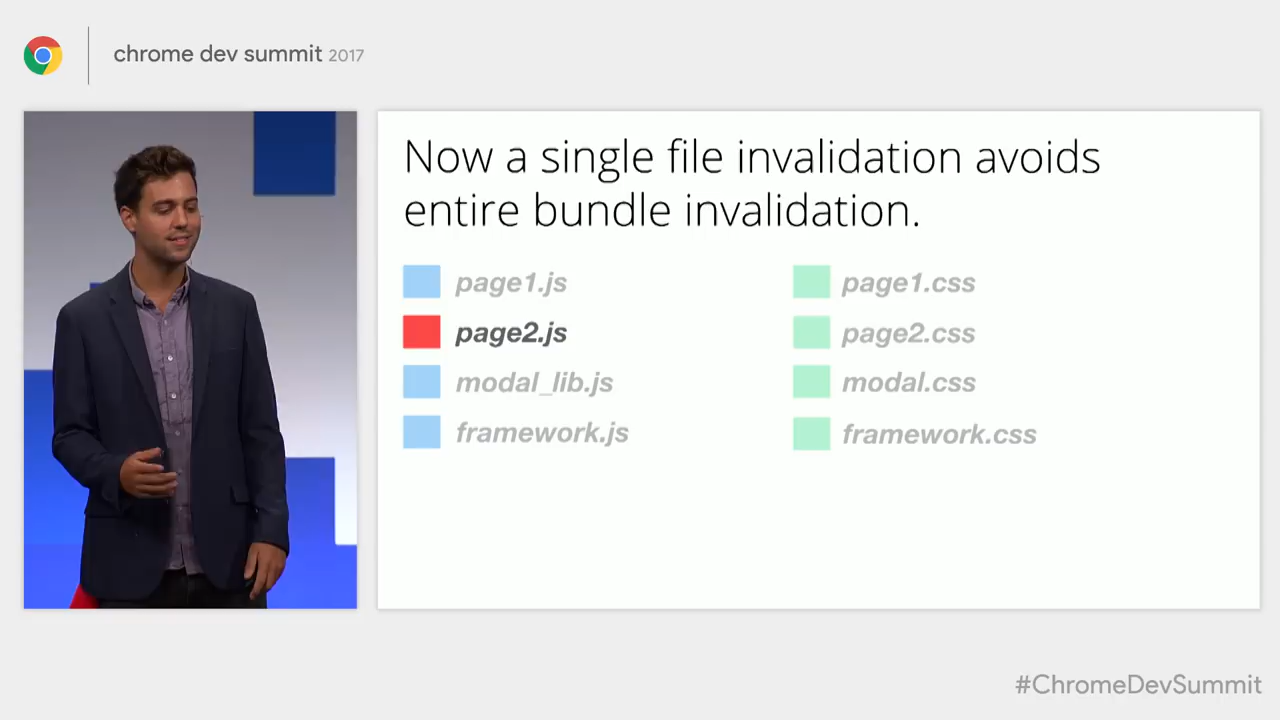 chrome dev summit 2017
Now a single file invalidation avoids
entire bundle invalidation.
page1.js
page2.js
modal_lib.js
framework.js
page1.css
page2.css
modal.css
framework.css
#ChromeDevSummit